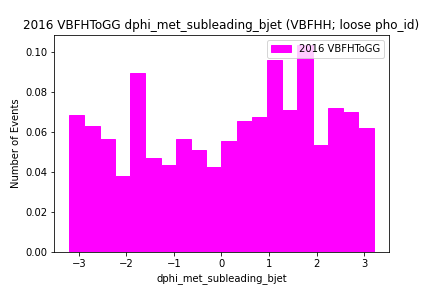 2016 VBFHToGG dphi_met_subleading_bjet (VBFHH; loose pho_id)
2016 VBFHToGG
Number of Events
0.10
0.08
0.06
0.04
0.02
0.00
−3 −2 −1 0 1 2 3
dphi_met_subleading_bjet